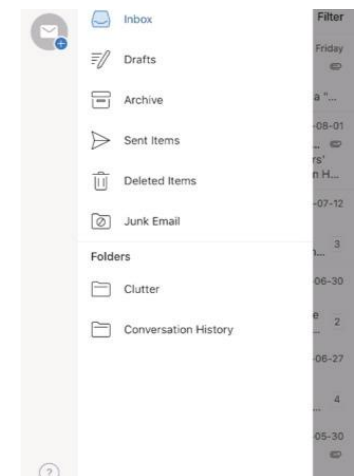 Inbox
Filter
Drafts
Friday
Archive
a "...
Sent Items
-08-01
...
rs'
n H...
Deleted Items
-07-12
Junk Email
3
Folders
Clutter
06-30
e
2
...
Conversation History
-06-27
4
...
05-30
?